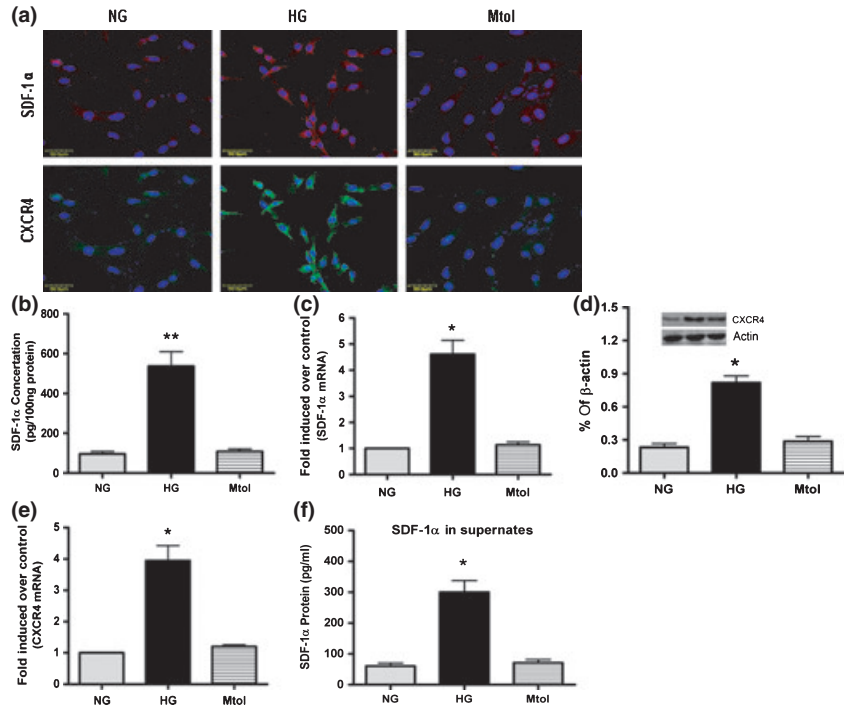 (a)
NG HG Mtol
SDF-1α
CXCR4
(b)
SDF-1α Concertation
(pg/100ng protein)
800
600
400
200
0
**
NG HG Mtol
(c)
Fold induced over control
(SDF-1α mRNA)
6
5
4
3
2
1
0
*
NG HG Mtol
(d)
% Of β-actin
1.5
1.2
0.9
0.6
0.3
0.0
CXCR4
Actin
*
NG HG Mtol
(e)
Fold induced over control
(CXCR4 mRNA)
5
4
3
2
1
0
*
NG HG Mtol
(f)
SDF-1α in supernates
SDF-1α Protein (pg/ml)
500
400
300
200
100
0
*
NG HG Mtol